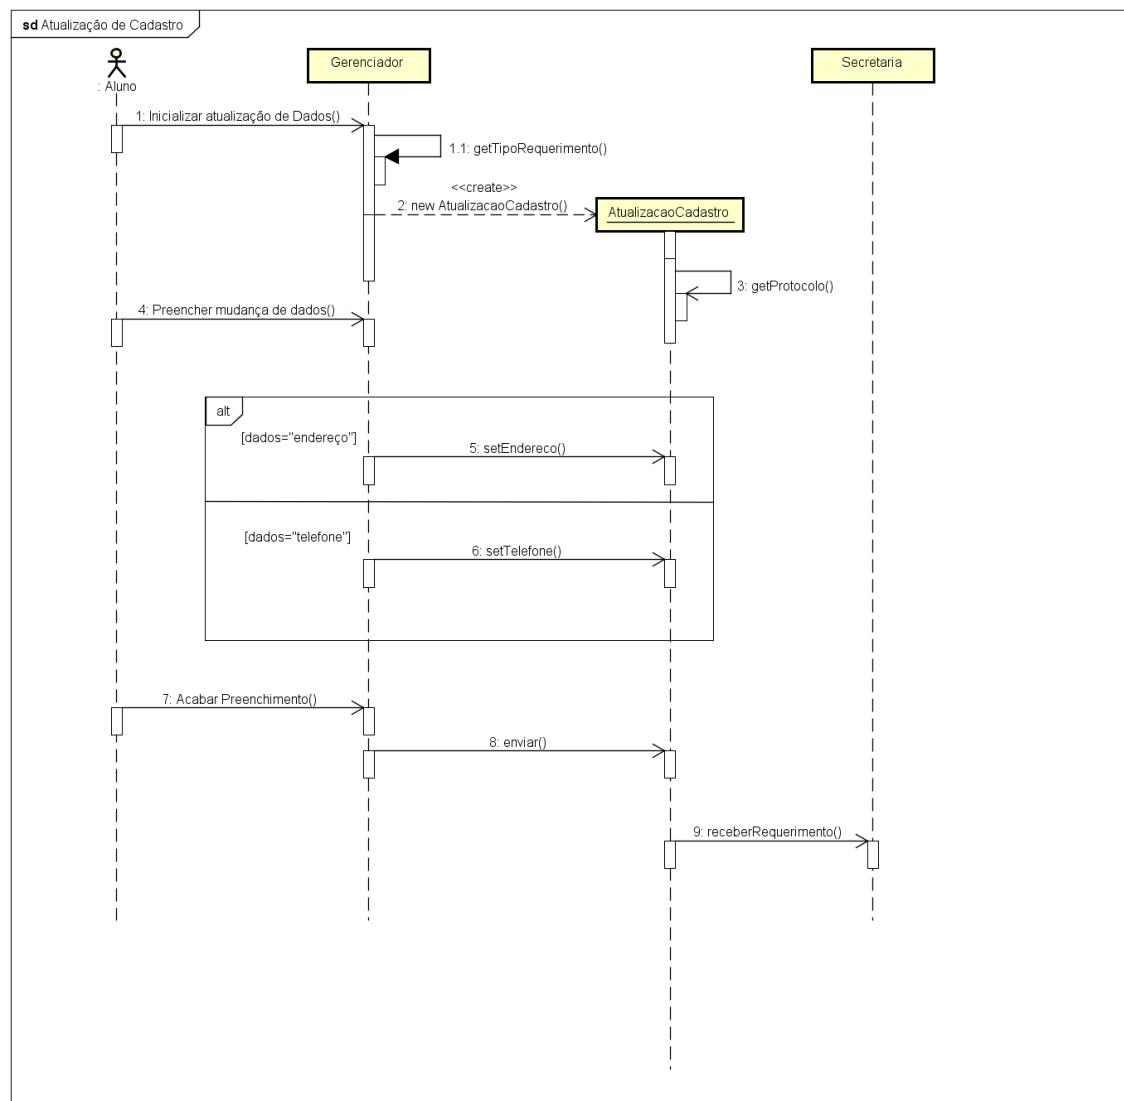 sd Atualização de Cadastro
: Aluno
Gerenciador
Secretaria
1: Inicializar atualização de Dados()
1.1: getTipoRequerimento()
<<create>>
2: new AtualizacaoCadastro()
AtualizacaoCadastro
3: getProtocolo()
4: Preencher mudança de dados()
alt
[dados="endereço"]
5: setEndereco()
[dados="telefone"]
6: setTelefone()
7: Acabar Preenchimento()
8: enviar()
9: receberRequerimento()